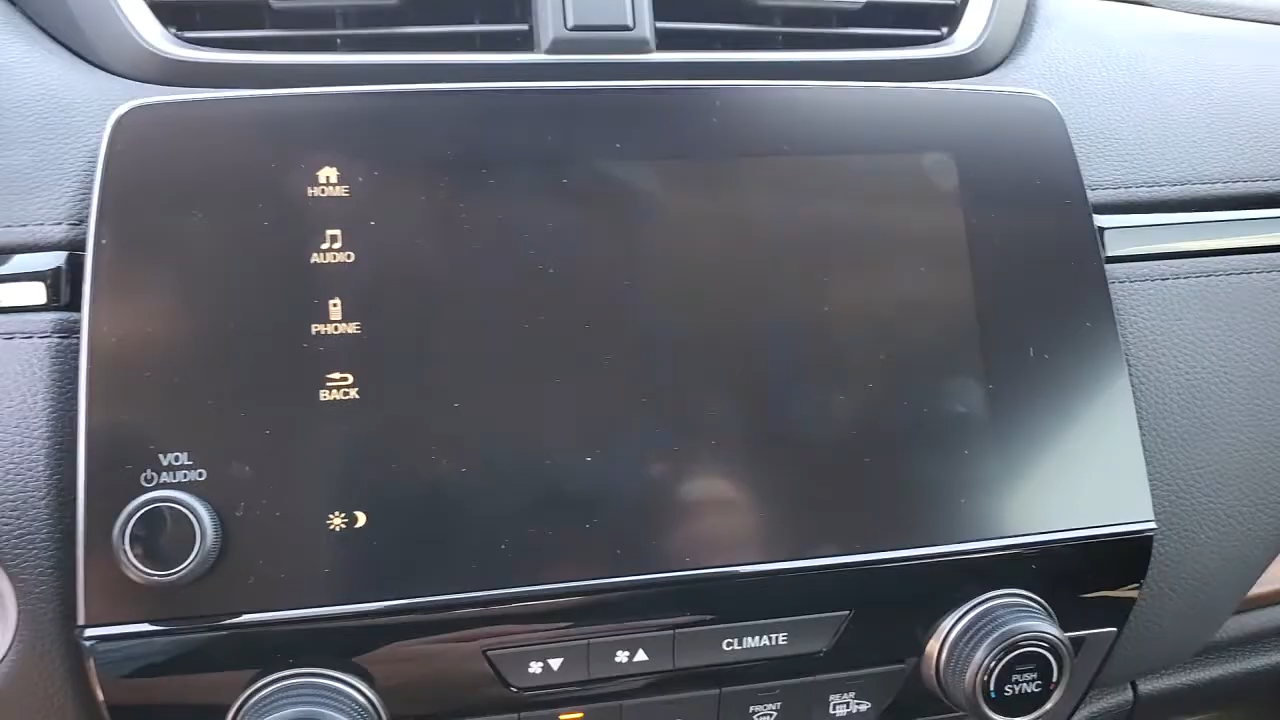 HOME
AUDIO
PHONE
BACK
VOL
AUDIO
CLIMATE
PUSH
SYNC
FRONT
REAR